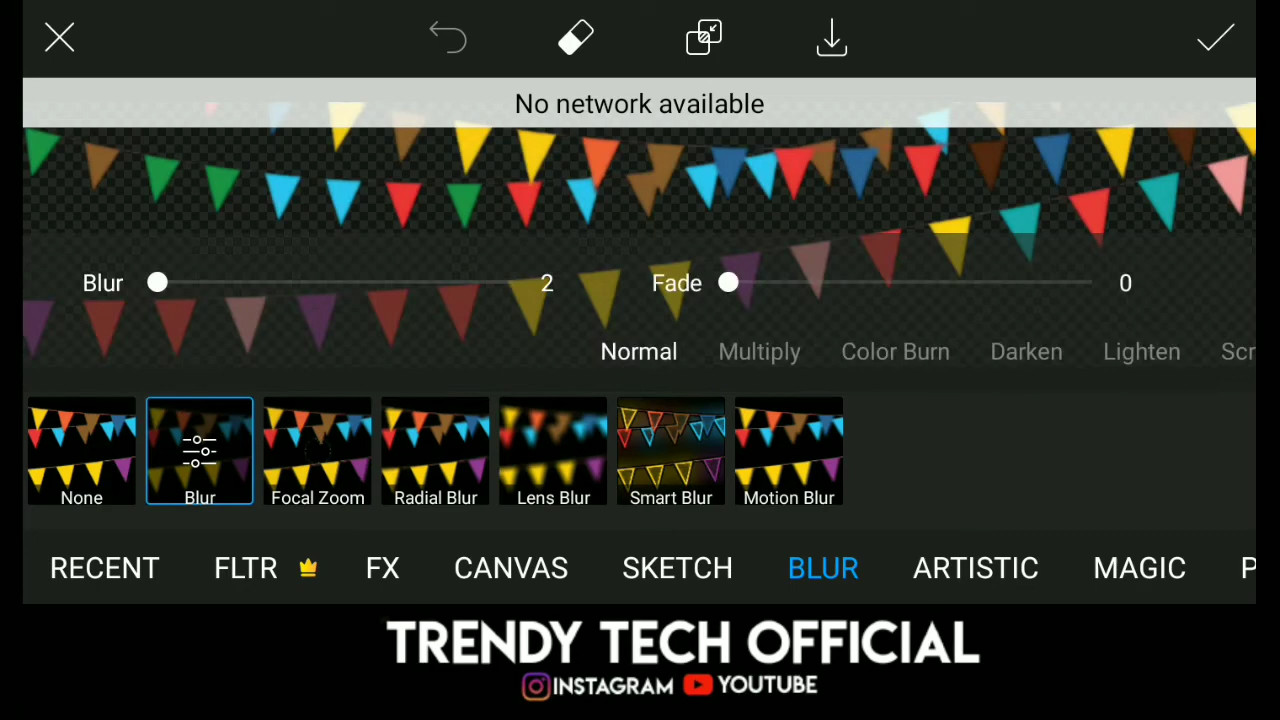 No network available
Blur 2 Fade 0
Normal Multiply Color Burn Darken Lighten Scr
None Blur Focal Zoom Radial Blur Lens Blur Smart Blur Motion Blur
RECENT FLTR FX CANVAS SKETCH BLUR ARTISTIC MAGIC P
TRENDY TECH OFFICIAL
INSTAGRAM YOUTUBE